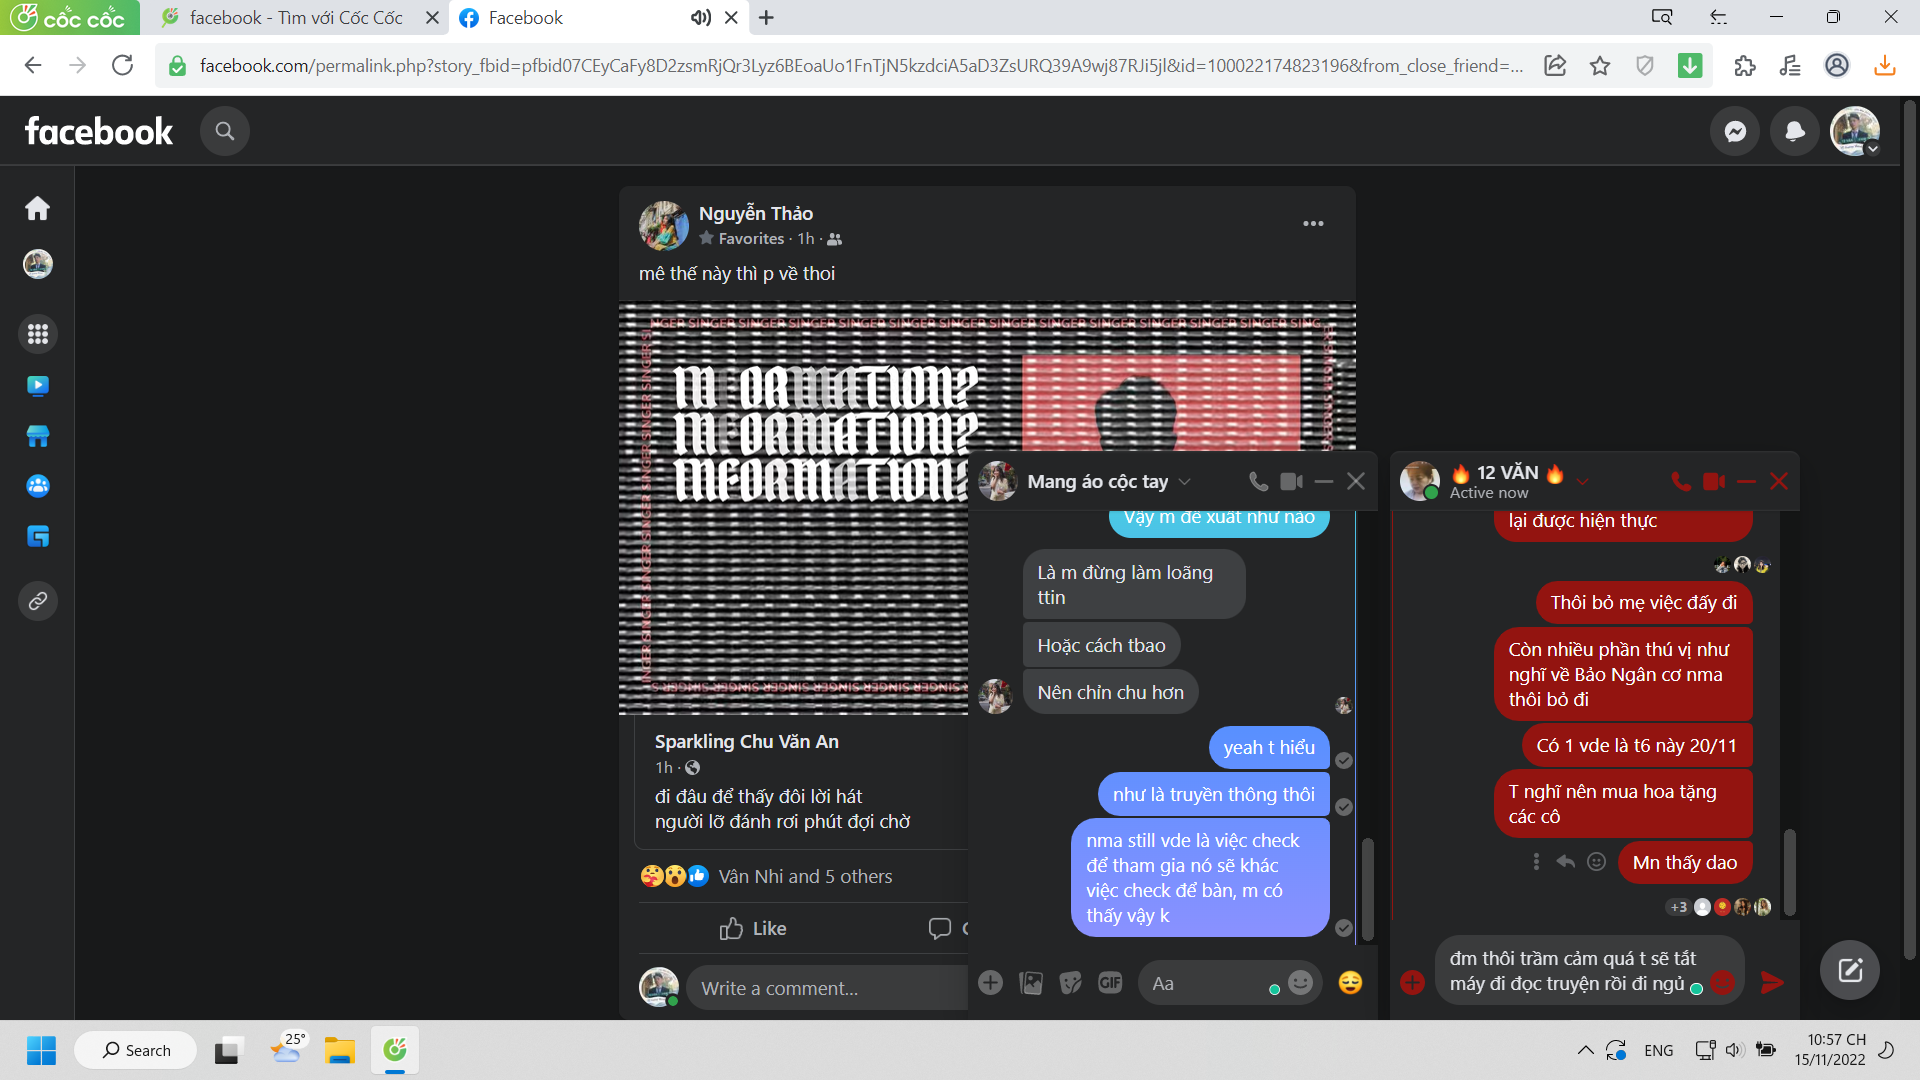 cốc cốc
facebook - Tìm với Cốc Cốc
Facebook
facebook.com/permalink.php?story_fbid=pfbid07CEyCaFy8D2zsmRjQr3Lyz6BEoaUo1FnTjN5kzdciA5aD3ZsURQ39A9wj87RJi5jl&id=100022174823196&from_close_friend=...
facebook
Nguyễn Thảo
Favorites · 1h ·
mê thế này thì p về thoi
NGER SINGER SINGER SINGER SINGER SINGER SINGER SINGER SINGER SINGER SINGER SINGER SINGER SING
INFORMATION?
INFORMATION?
INFORMATION?
Sparkling Chu Văn An
1h ·
đi đâu để thấy đôi lời hát
người lỡ đánh rơi phút đợi chờ
Vân Nhi and 5 others
Like
Write a comment...
Mang áo cộc tay
Vậy m đề xuất như nào
Là m đừng làm loãng
ttin
Hoặc cách tbao
Nên chỉn chu hơn
yeah t hiểu
như là truyền thông thôi
nma still vde là việc check
để tham gia nó sẽ khác
việc check để bàn, m có
thấy vậy k
GIF
Aa
🔥 12 VĂN 🔥
Active now
lại được hiện thực
Thôi bỏ mẹ việc đấy đi
Còn nhiều phần thú vị như
nghĩ về Bảo Ngân cơ nma
thôi bỏ đi
Có 1 vde là t6 này 20/11
T nghĩ nên mua hoa tặng
các cô
Mn thấy dao
+3
đm thôi trầm cảm quá t sẽ tắt
máy đi đọc truyện rồi đi ngủ
Search
25°
ENG
10:57 CH
15/11/2022